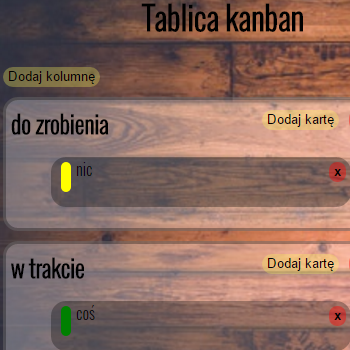 Tablica kanban
Dodaj kolumnę
do zrobienia
Dodaj kartę
nic
x
w trakcie
Dodaj kartę
coś
x